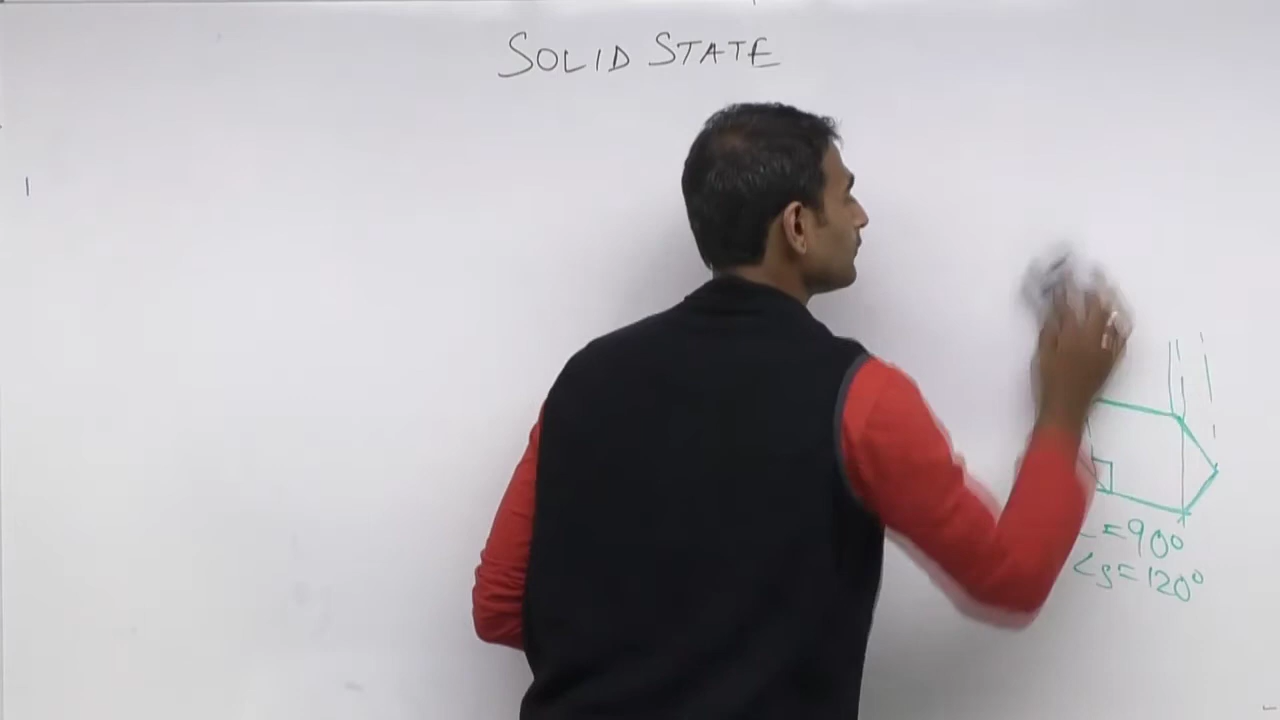 SOLID STATE
= 90°
<s = 120°